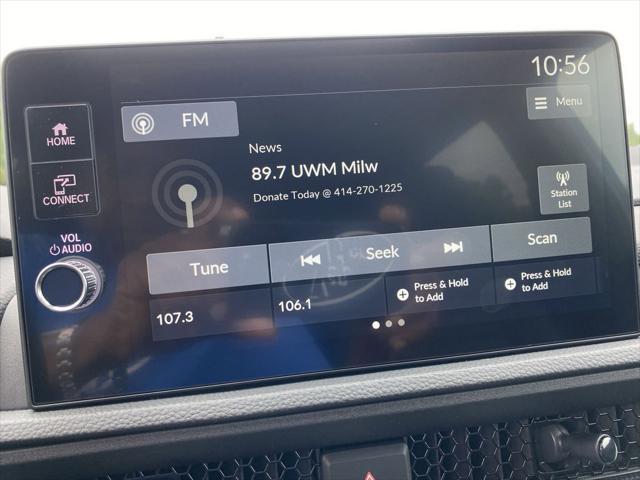 10:56
FM
Menu
HOME
News
89.7 UWM Milw
Donate Today @ 414-270-1225
CONNECT
Station
List
VOL
AUDIO
Tune
Seek
Scan
107.3
106.1
Press & Hold
to Add
Press & Hold
to Add